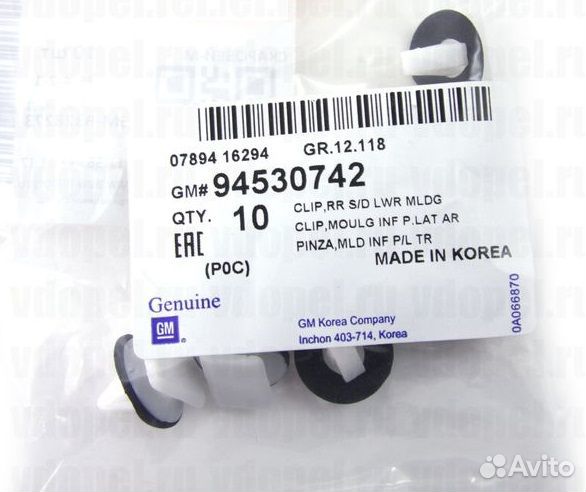 07894 16294 GR.12.118
GM# 94530742
QTY. 10 CLIP,RR S/D LWR MLDG
CLIP,MOULG INF P.LAT AR
PINZA,MLD INF P/L TR
EAC
(P0C) MADE IN KOREA
Genuine
GM
GM Korea Company
Inchon 403-714, Korea
0A066870
vdopel.ru
Avito